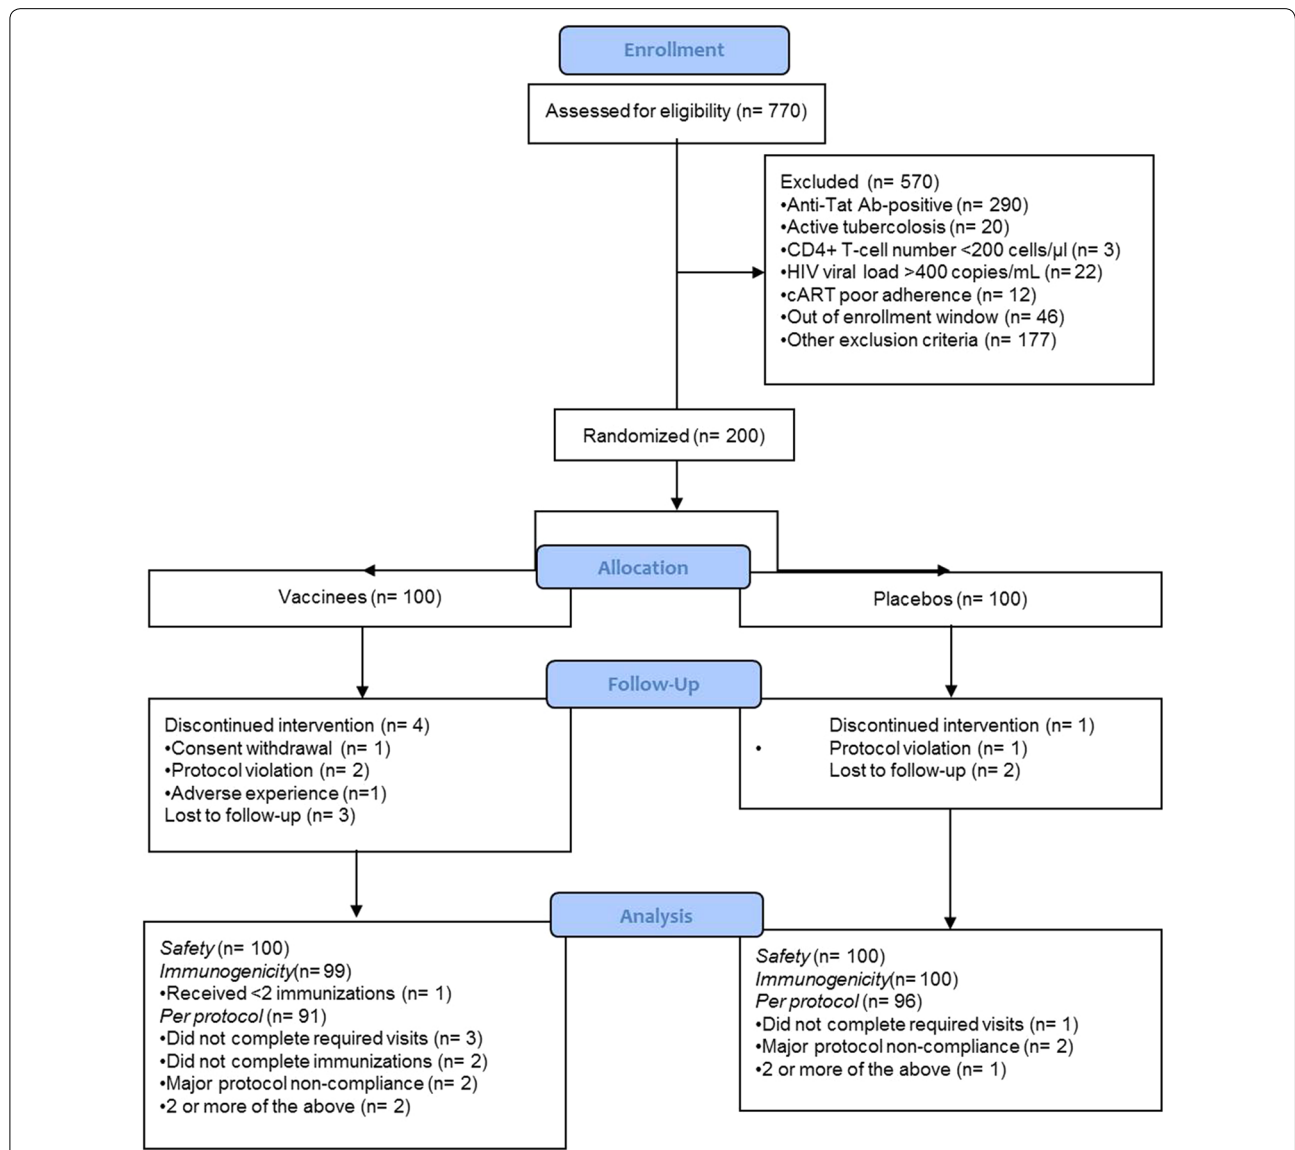 Enrollment
Assessed for eligibility (n= 770)
Excluded (n= 570)
•Anti-Tat Ab-positive (n= 290)
•Active tubercolosis (n= 20)
•CD4+ T-cell number <200 cells/µl (n= 3)
•HIV viral load >400 copies/mL (n= 22)
•cART poor adherence (n= 12)
•Out of enrollment window (n= 46)
•Other exclusion criteria (n= 177)
Randomized (n= 200)
Allocation
Vaccinees (n= 100)
Placebos (n= 100)
Follow-Up
Discontinued intervention (n= 4)
•Consent withdrawal (n= 1)
•Protocol violation (n= 2)
•Adverse experience (n=1)
Lost to follow-up (n= 3)
Discontinued intervention (n= 1)
• Protocol violation (n= 1)
Lost to follow-up (n= 2)
Analysis
Safety (n= 100)
Immunogenicity(n= 99)
•Received <2 immunizations (n= 1)
Per protocol (n= 91)
•Did not complete required visits (n= 3)
•Did not complete immunizations (n= 2)
•Major protocol non-compliance (n= 2)
•2 or more of the above (n= 2)
Safety (n= 100)
Immunogenicity(n= 100)
Per protocol (n= 96)
•Did not complete required visits (n= 1)
•Major protocol non-compliance (n= 2)
•2 or more of the above (n= 1)